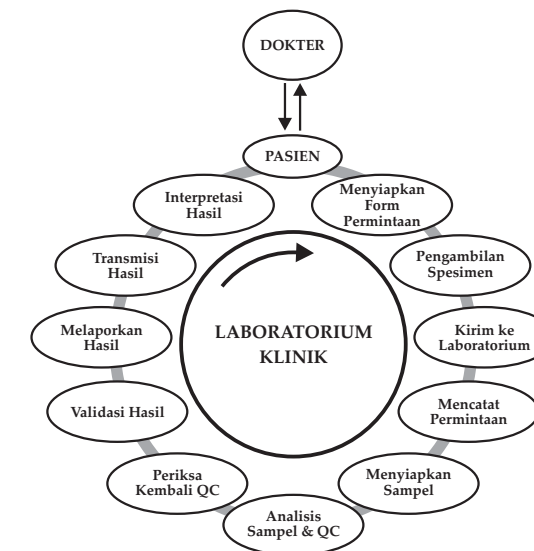 DOKTER
PASIEN
Menyiapkan
Form
Permintaan
Pengambilan
Spesimen
Kirim ke
Laboratorium
Mencatat
Permintaan
Menyiapkan
Sampel
Analisis
Sampel & QC
Periksa
Kembali QC
Validasi Hasil
Melaporkan
Hasil
Transmisi
Hasil
Interpretasi
Hasil
LABORATORIUM
KLINIK